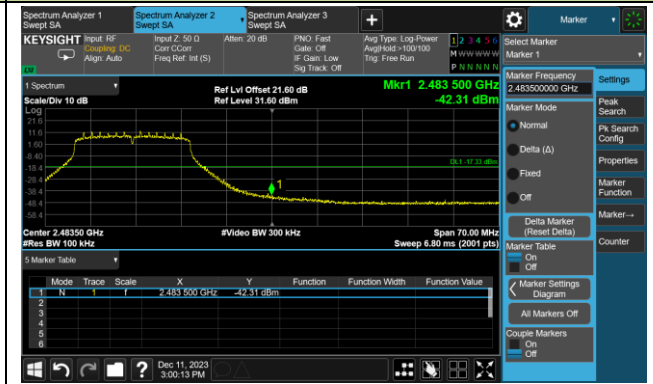 Spectrum Analyzer 1
Swept SA
Spectrum Analyzer 2
Swept SA
Spectrum Analyzer 3
Swept SA
+
Marker
KEYSIGHT
Input: RF
Coupling: DC
Align: Auto
Input Z: 50 Ω
Corr CCorr
Freq Ref: Int (S)
Atten: 20 dB
PNO: Fast
Gate: Off
IF Gain: Low
Sig Track: Off
Avg Type: Log-Power
Avg|Hold:>100/100
Trig: Free Run
1 2 3 4 5 6
M W W W W W
P N N N N N
Select Marker
Marker 1
LXI
1 Spectrum
Scale/Div 10 dB
Ref Lvl Offset 21.60 dB
Ref Level 31.60 dBm
Mkr1 2.483 500 GHz
-42.31 dBm
Log
21.6
11.6
1.60
-8.40
-18.4
-28.4
-38.4
-48.4
-58.4
DL1 -17.33 dBm
1
Center 2.48350 GHz
#Res BW 100 kHz
#Video BW 300 kHz
Span 70.00 MHz
Sweep 6.80 ms (2001 pts)
5 Marker Table
Mode Trace Scale X Y Function Function Width Function Value
1 N 1 f 2.483 500 GHz -42.31 dBm
2
3
4
5
6
Marker Frequency
2.483500000 GHz
Marker Mode
Normal
Delta (Δ)
Fixed
Off
Delta Marker
(Reset Delta)
Marker Table
On
Off
Marker Settings
Diagram
All Markers Off
Couple Markers
On
Off
Settings
Peak
Search
Pk Search
Config
Properties
Marker
Function
Marker→
Counter
?
Dec 11, 2023
3:00:13 PM